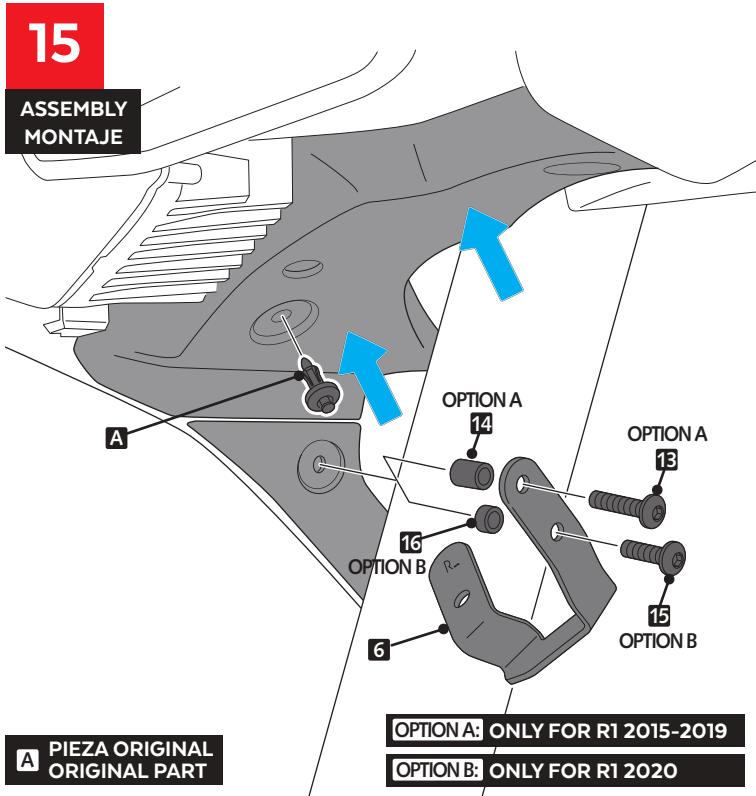 15
ASSEMBLY
MONTAJE
A
OPTION A
14
OPTION A
13
16
OPTION B
R-
15
OPTION B
6
A PIEZA ORIGINAL
ORIGINAL PART
OPTION A: ONLY FOR R1 2015-2019
OPTION B: ONLY FOR R1 2020